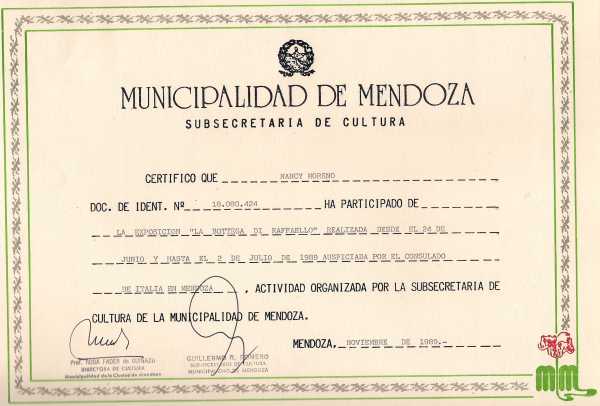 MUNICIPALIDAD DE MENDOZA
SUBSECRETARIA DE CULTURA
CERTIFICO QUE NANCY MORENO
DOC. DE IDENT. Nº 18.080.424 HA PARTICIPADO DE
LA EXPOSICION "LA BOTTEGA DI RAFFAELLO" REALIZADA DESDE EL 24 DE
JUNIO Y HASTA EL 2 DE JULIO DE 1989 AUSPICIADA POR EL CONSULADO
DE ITALIA EN MENDOZA, ACTIVIDAD ORGANIZADA POR LA SUBSECRETARIA DE
CULTURA DE LA MUNICIPALIDAD DE MENDOZA.
MENDOZA, NOVIEMBRE DE 1989.-
Prof. ROSA FADER de GUIÑAZU
DIRECTORA DE CULTURA
Municipalidad de la Ciudad de Mendoza
GUILLERMO R. ROMERO
SUB-SECRETARIO DE CULTURA
MUNICIPALIDAD DE MENDOZA
mm